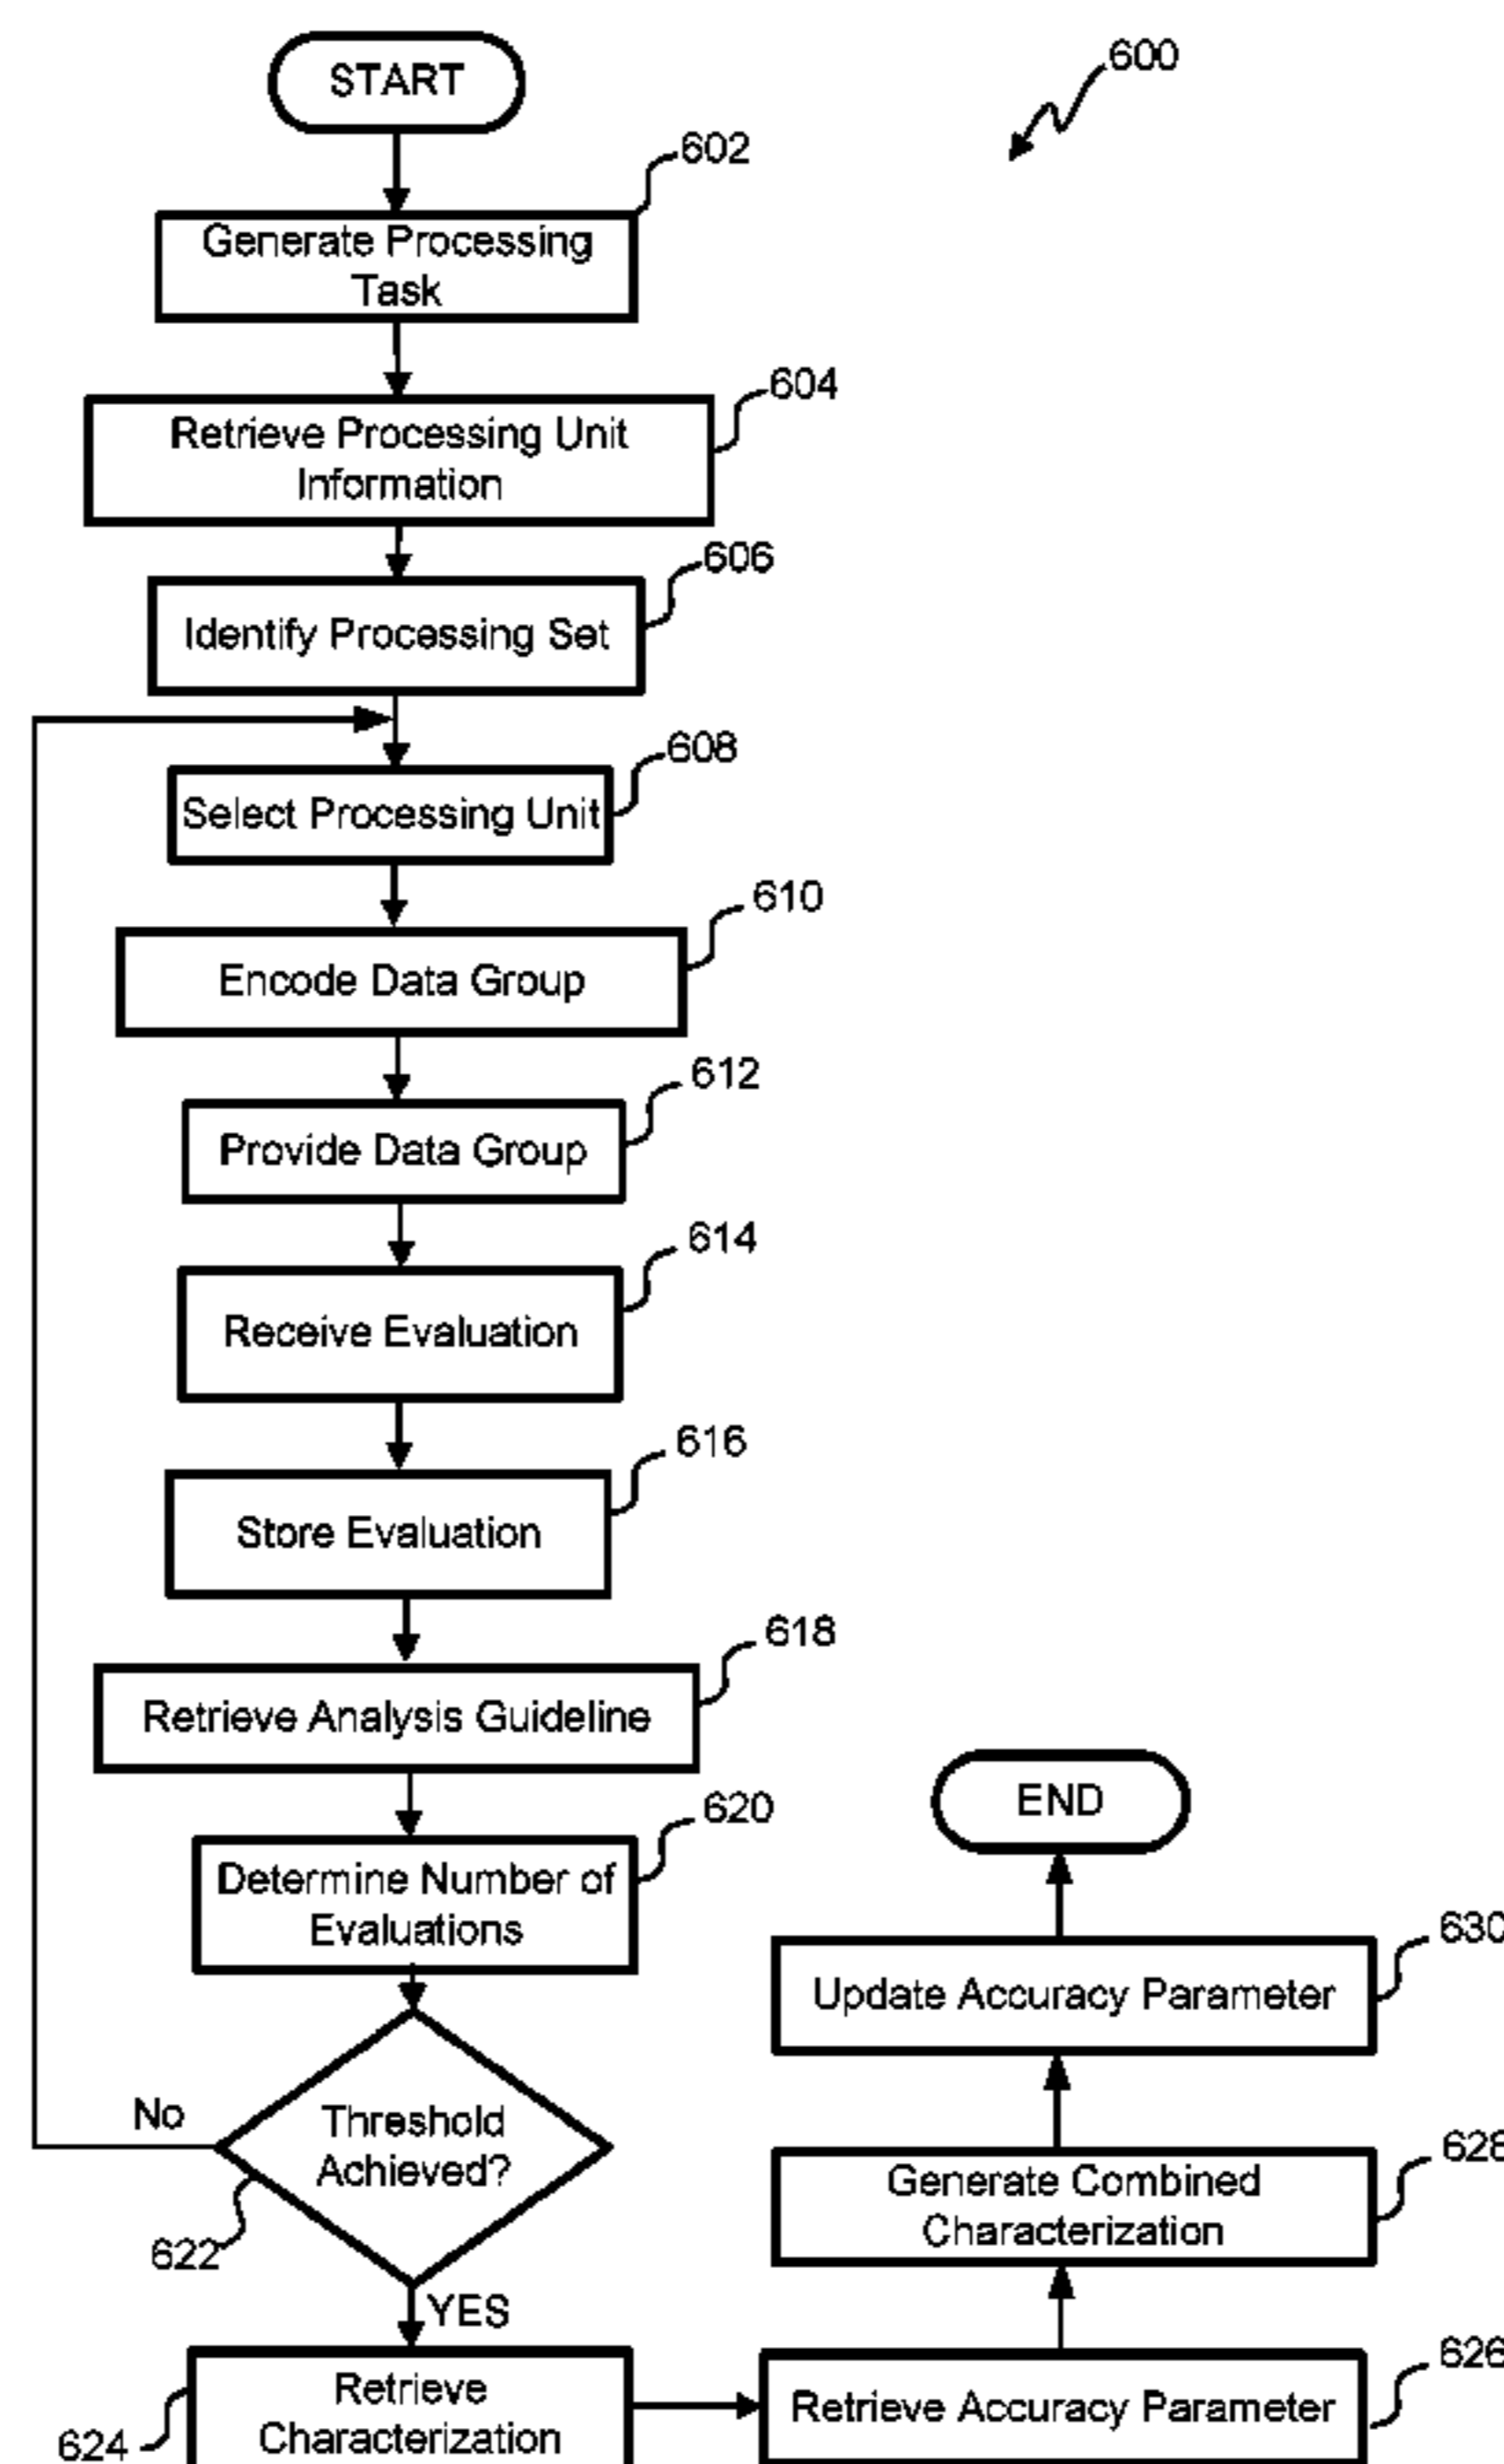 START
600
602
Generate Processing
Task
604
Retrieve Processing Unit
Information
606
Identify Processing Set
608
Select Processing Unit
610
Encode Data Group
612
Provide Data Group
614
Receive Evaluation
616
Store Evaluation
618
Retrieve Analysis Guideline
620
Determine Number of
Evaluations
No
Threshold
Achieved?
622
YES
Retrieve
Characterization
624
626
Retrieve Accuracy Parameter
628
Generate Combined
Characterization
630
Update Accuracy Parameter
END